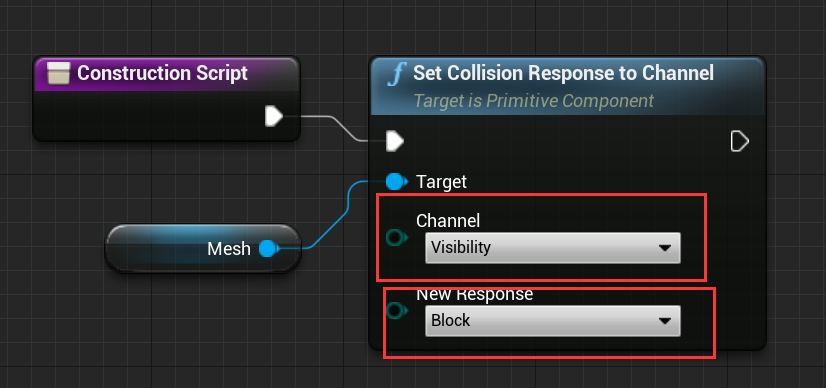 Construction Script
Set Collision Response to Channel
Target is Primitive Component
Target
Mesh
Channel
Visibility
New Response
Block